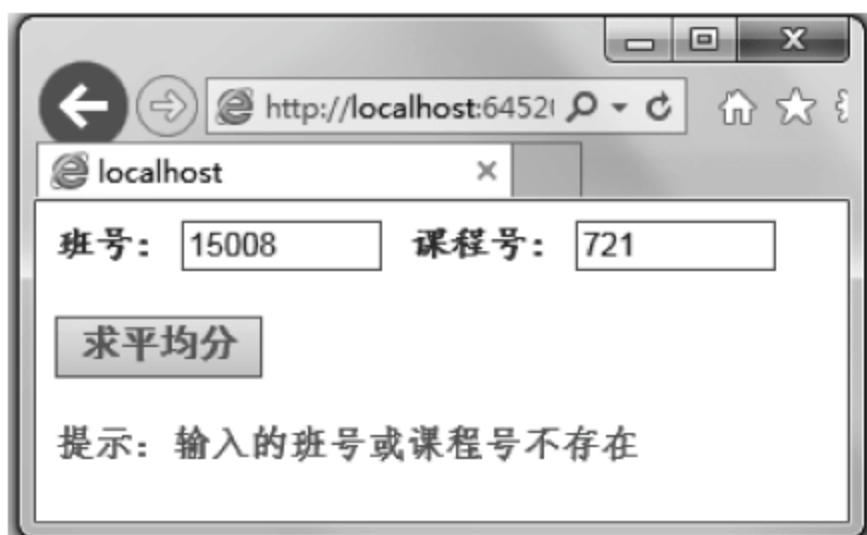 http://localhost:6452
localhost
班号： 15008 课程号： 721
求平均分
提示：输入的班号或课程号不存在